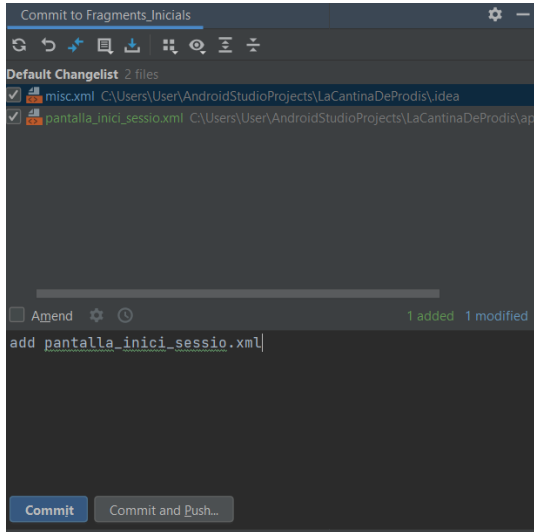 Commit to Fragments_Inicials
Default Changelist 2 files
misc.xml C:\Users\User\AndroidStudioProjects\LaCantinaDeProdis\.idea
pantalla_inici_sessio.xml C:\Users\User\AndroidStudioProjects\LaCantinaDeProdis\ap
Amend 1 added 1 modified
add pantalla_inici_sessio.xml
Commit Commit and Push...